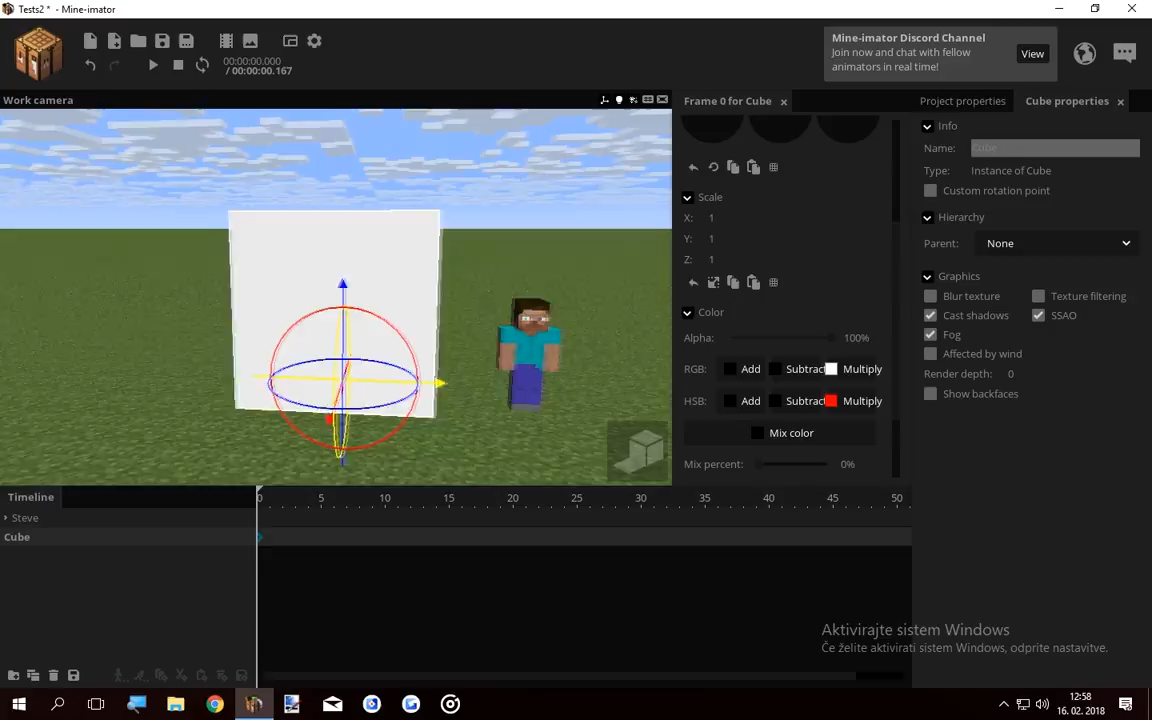 Tests2 * - Mine-imator
Mine-imator Discord Channel
Join now and chat with fellow
animators in real time!
View
00:00:00.000
/ 00:00:00.167
Work camera
Frame 0 for Cube
Project properties
Cube properties
Info
Name: Cube
Type: Instance of Cube
Custom rotation point
Hierarchy
Parent: None
Graphics
Blur texture
Texture filtering
Cast shadows
SSAO
Fog
Affected by wind
Render depth: 0
Show backfaces
Scale
X: 1
Y: 1
Z: 1
Color
Alpha: 100%
RGB: Add Subtract Multiply
HSB: Add Subtract Multiply
Mix color
Mix percent: 0%
Timeline
0 5 10 15 20 25 30 35 40 45 50
Steve
Cube
Aktivirajte sistem Windows
Če želite aktivirati sistem Windows, odprite nastavitve.
12:58
16. 02. 2018